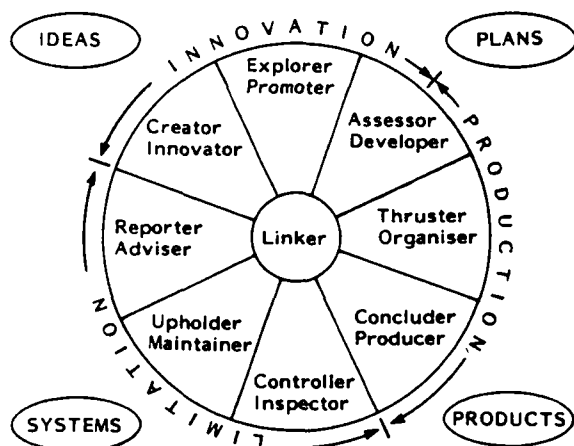 IDEAS
INNOVATION
PLANS
Explorer
Promoter
Creator
Innovator
Assessor
Developer
PRODUCTION
Reporter
Adviser
Linker
Thruster
Organiser
Upholder
Maintainer
Concluder
Producer
Controller
Inspector
LIMITATION
SYSTEMS
PRODUCTS